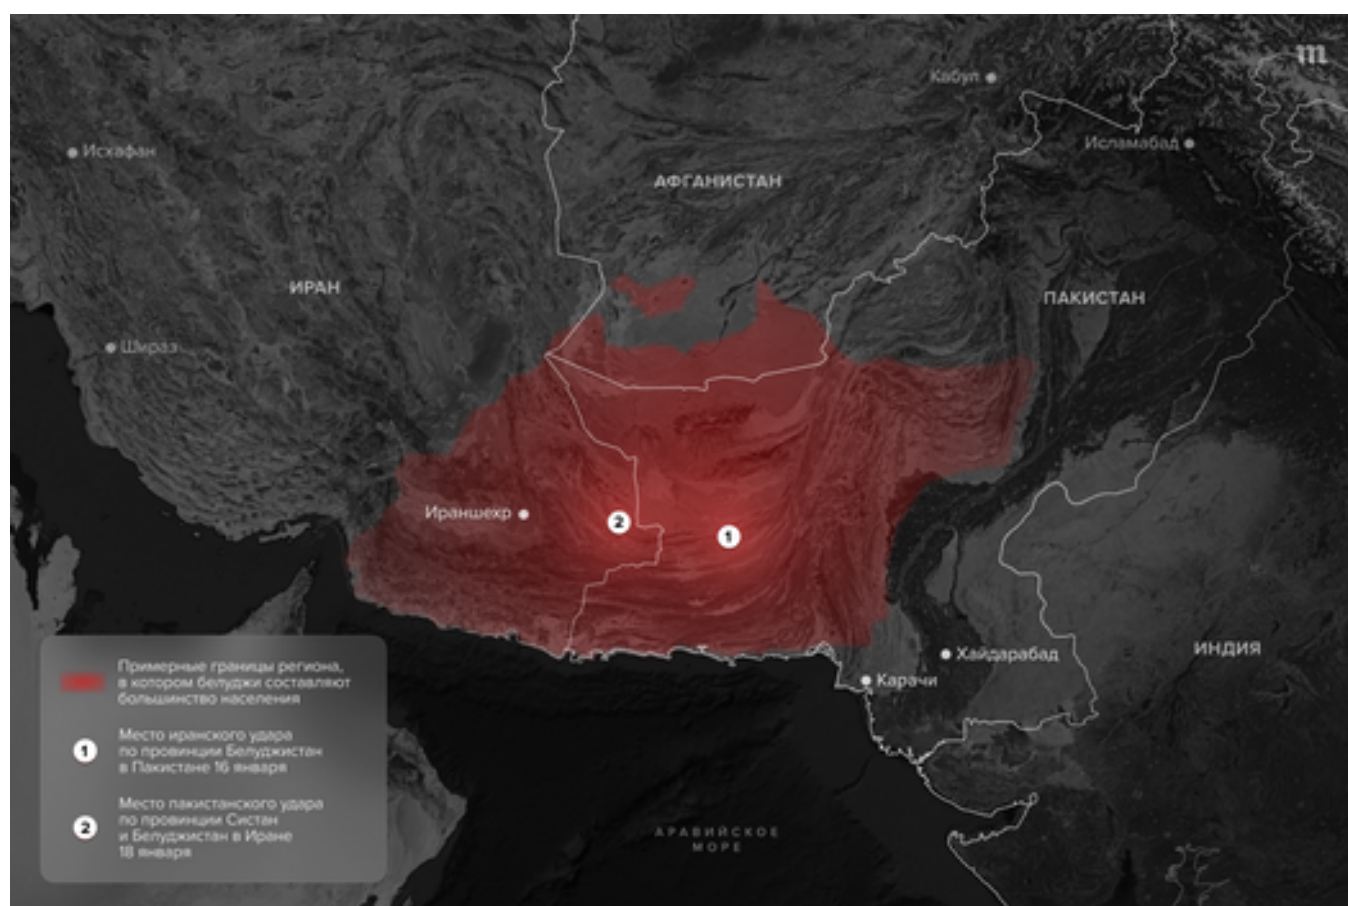 m
Кабул
Исламабад
Исхафан
АФГАНИСТАН
ИРАН
ПАКИСТАН
Шираз
Ираншехр
2
1
Хайдарабад
ИНДИЯ
Карачи
Примерные границы региона,
в котором белуджи составляют
большинство населения
1
Место иранского удара
по провинции Белуджистан
в Пакистане 16 января
2
Место пакистанского удара
по провинции Систан
и Белуджистан в Иране
18 января
АРАВИЙСКОЕ
МОРЕ